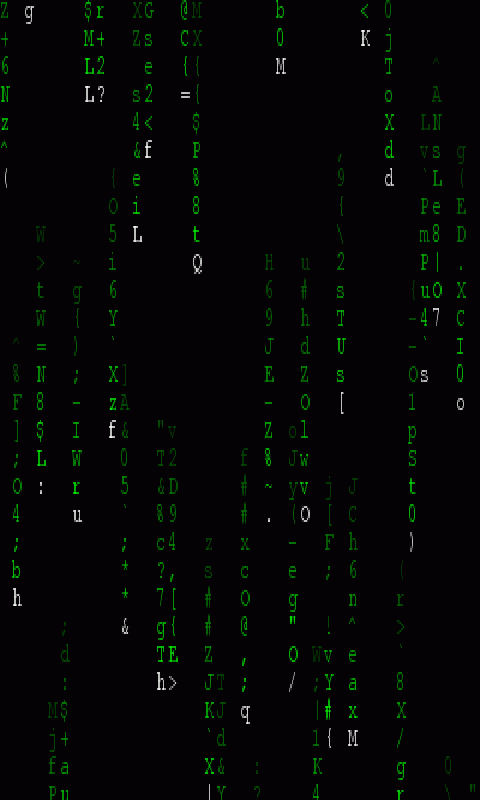 Z g $r XG @M b < 0
+ M+ Zs CX 0 K j
6 L2 e {{ M T ^
N L? s2 ={ o A
z 4< $ X LN
^ &f P , d vs g
( { e 8 9 d `L (
O i 8 { Pe E
W 5 L t \ m8 D
> ~ i Q H u 2 P| .
t g 6 6 # s { uO X
W { Y 9 h T - 47 C
^ = ) ` J d U - ` I
8 N ; X] E Z s O s 0
F 8 - zA - O [ 1 o
] $ I f& "v Z ol p
; L W 0 T2 f 8 Jw S
O : r 5 &D # ~ yv j J t
4 u ` 89 # . (O [ C 0
; ; c4 z x - F h )
b * ?, s c e ; 6 (
h * 7[ # O g n r
; & g{ # @ " ! ^ >
d TE Z , O Wv e `
: h> JT ; / ;Y a 8
M$ KJ q |# x X
j+ `d 1{ M /
fa X& : K g 0
Pu |Y ? 4 r \ "